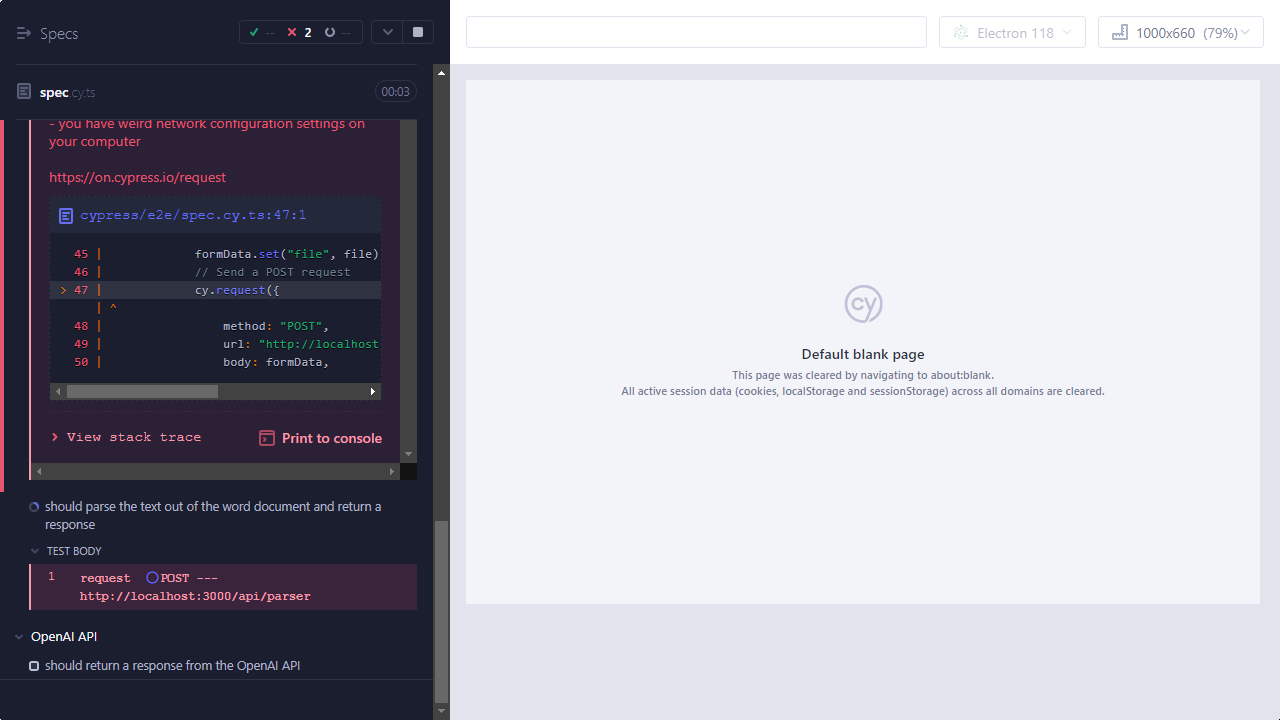 Specs
-- 2 --
Electron 118
1000x660 (79%)
spec.cy.ts
00:03
- you have weird network configuration settings on
your computer
https://on.cypress.io/request
cypress/e2e/spec.cy.ts:47:1
45 | formData.set("file", file)
46 | // Send a POST request
> 47 | cy.request({
| ^
48 | method: "POST",
49 | url: "http://localhost
50 | body: formData,
View stack trace
Print to console
should parse the text out of the word document and return a
response
TEST BODY
1 request POST ---
http://localhost:3000/api/parser
OpenAI API
should return a response from the OpenAI API
cy
Default blank page
This page was cleared by navigating to about:blank.
All active session data (cookies, localStorage and sessionStorage) across all domains are cleared.